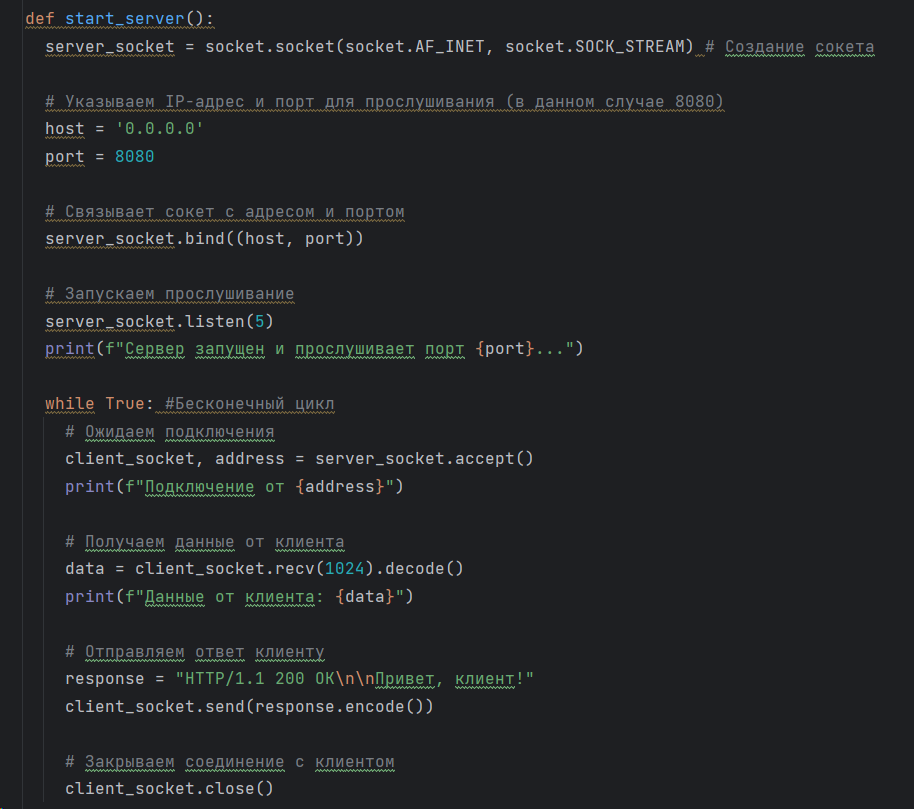 def start_server():
server_socket = socket.socket(socket.AF_INET, socket.SOCK_STREAM) # Создание сокета
# Указываем IP-адрес и порт для прослушивания (в данном случае 8080)
host = '0.0.0.0'
port = 8080
# Связывает сокет с адресом и портом
server_socket.bind((host, port))
# Запускаем прослушивание
server_socket.listen(5)
print(f"Сервер запущен и прослушивает порт {port}...")
while True: #Бесконечный цикл
# Ожидаем подключения
client_socket, address = server_socket.accept()
print(f"Подключение от {address}")
# Получаем данные от клиента
data = client_socket.recv(1024).decode()
print(f"Данные от клиента: {data}")
# Отправляем ответ клиенту
response = "HTTP/1.1 200 OK\n\nПривет, клиент!"
client_socket.send(response.encode())
# Закрываем соединение с клиентом
client_socket.close()